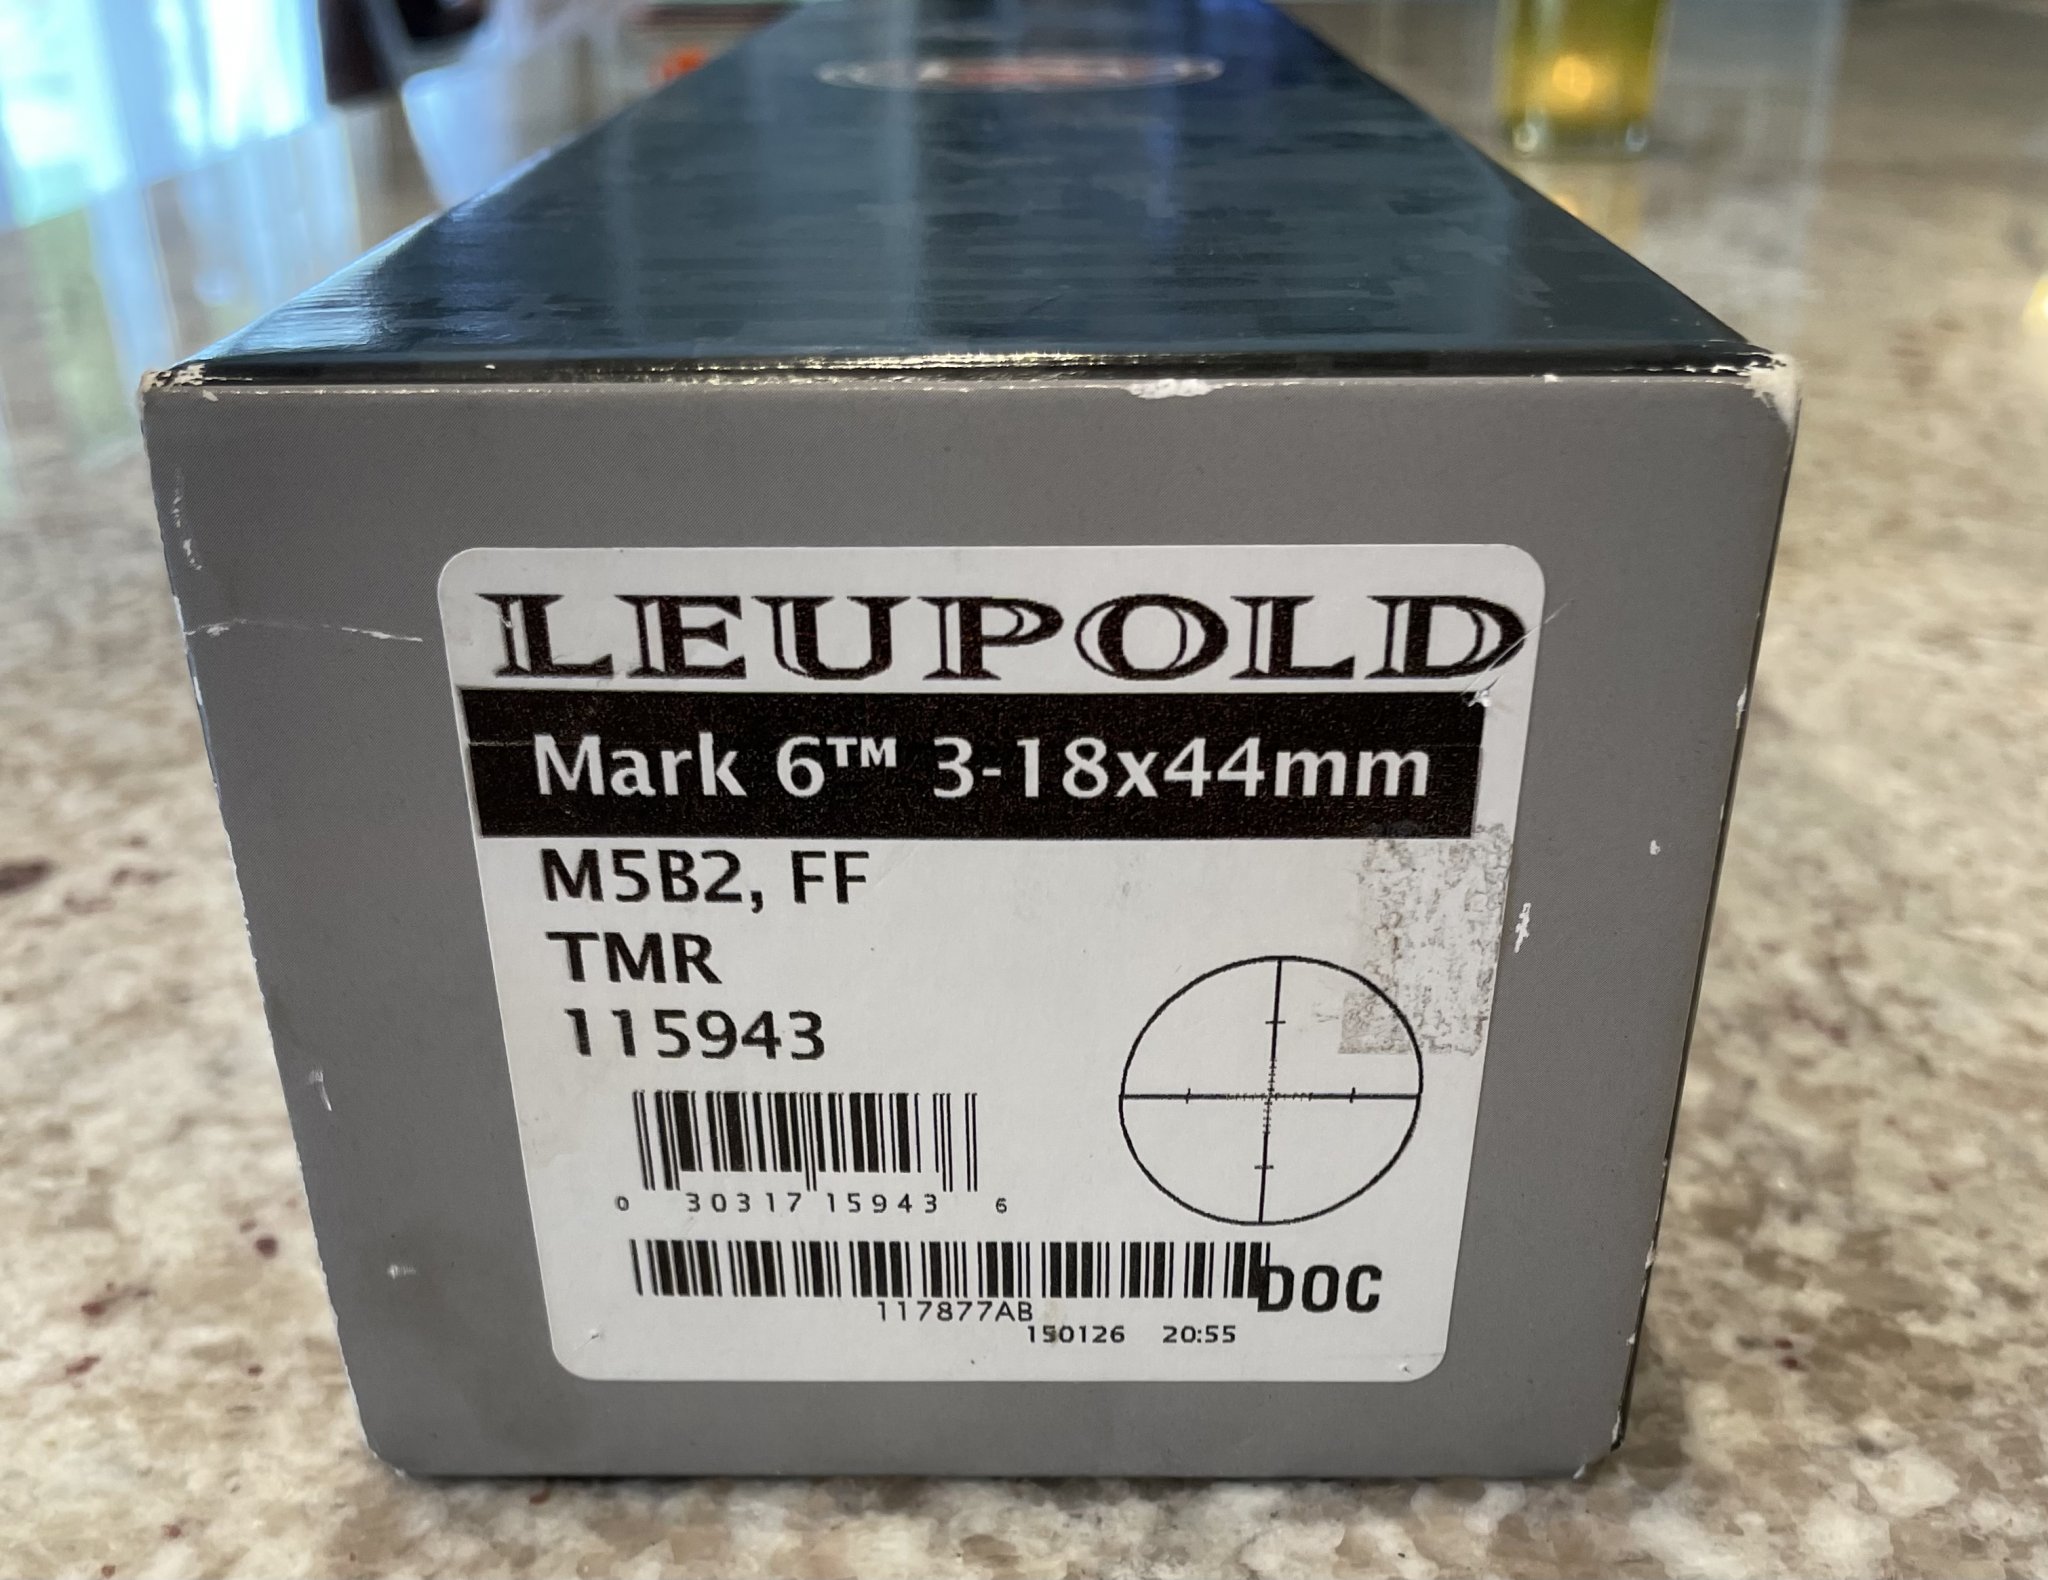 LEUPOLD
Mark 6™ 3-18x44mm
M5B2, FF
TMR
115943
0 30317 15943 6
DOC
117877AB
150126 20:55